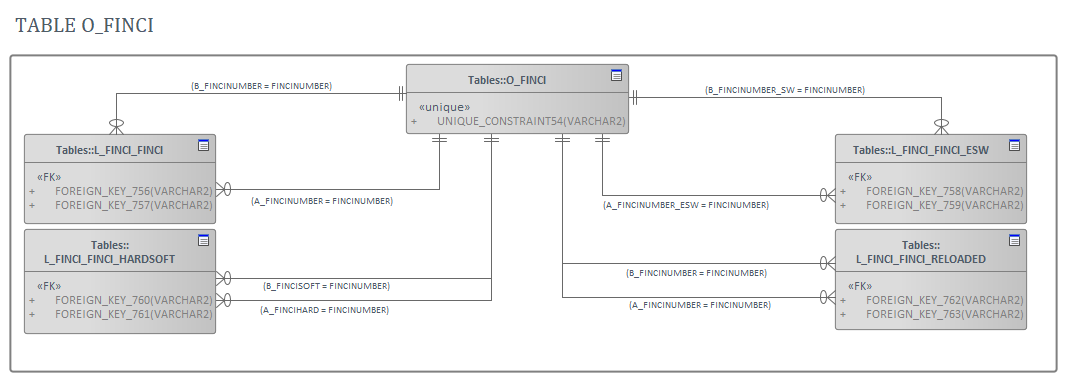 TABLE O_FINCI
Tables::O_FINCI
«unique»
+ UNIQUE_CONSTRAINT54(VARCHAR2)
(B_FINCINUMBER = FINCINUMBER)
(B_FINCINUMBER_SW = FINCINUMBER)
Tables::L_FINCI_FINCI
«FK»
+ FOREIGN_KEY_756(VARCHAR2)
+ FOREIGN_KEY_757(VARCHAR2)
(A_FINCINUMBER = FINCINUMBER)
Tables::L_FINCI_FINCI_ESW
«FK»
+ FOREIGN_KEY_758(VARCHAR2)
+ FOREIGN_KEY_759(VARCHAR2)
(A_FINCINUMBER_ESW = FINCINUMBER)
Tables::
L_FINCI_FINCI_HARDSOFT
«FK»
+ FOREIGN_KEY_760(VARCHAR2)
+ FOREIGN_KEY_761(VARCHAR2)
(B_FINCISOFT = FINCINUMBER)
(A_FINCIHARD = FINCINUMBER)
Tables::
L_FINCI_FINCI_RELOADED
«FK»
+ FOREIGN_KEY_762(VARCHAR2)
+ FOREIGN_KEY_763(VARCHAR2)
(B_FINCINUMBER = FINCINUMBER)
(A_FINCINUMBER = FINCINUMBER)